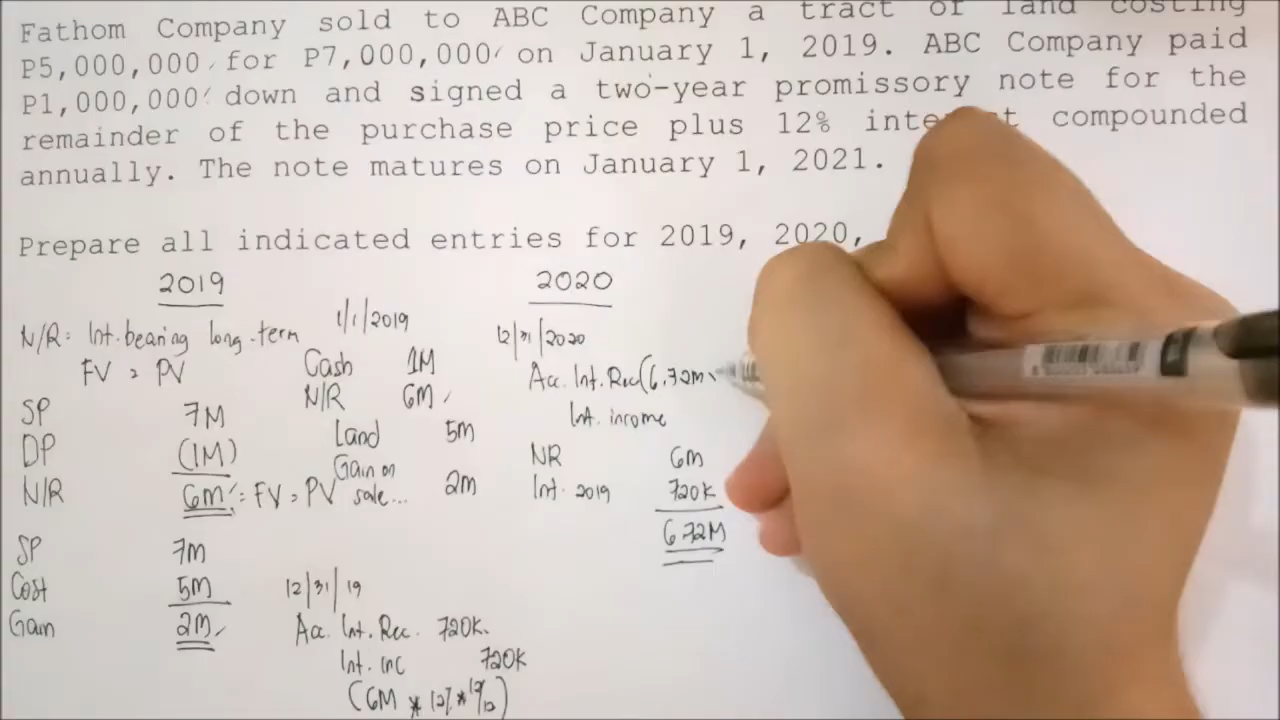 Fathom Company sold to ABC Company a tract of land costing
P5,000,000 for P7,000,000 on January 1, 2019. ABC Company paid
P1,000,000 down and signed a two-year promissory note for the
remainder of the purchase price plus 12% interest compounded
annually. The note matures on January 1, 2021.
Prepare all indicated entries for 2019, 2020,
2019
N/R: Int. bearing long-term
FV = PV
SP 7M
DP (1M)
N/R 6M = FV = PV
SP 7M
Cost 5M
Gain 2M
1/1/2019
Cash 1M
N/R 6M
Land 5M
Gain on
sale... 2M
12/31/19
Acc. Int. Rec. 720K
Int. inc 720K
(6M * 12% * 12/12)
2020
12/31/2020
Acc. Int. Rec (6.72M
Int. income
NR 6M
Int. 2019 720K
6.72M